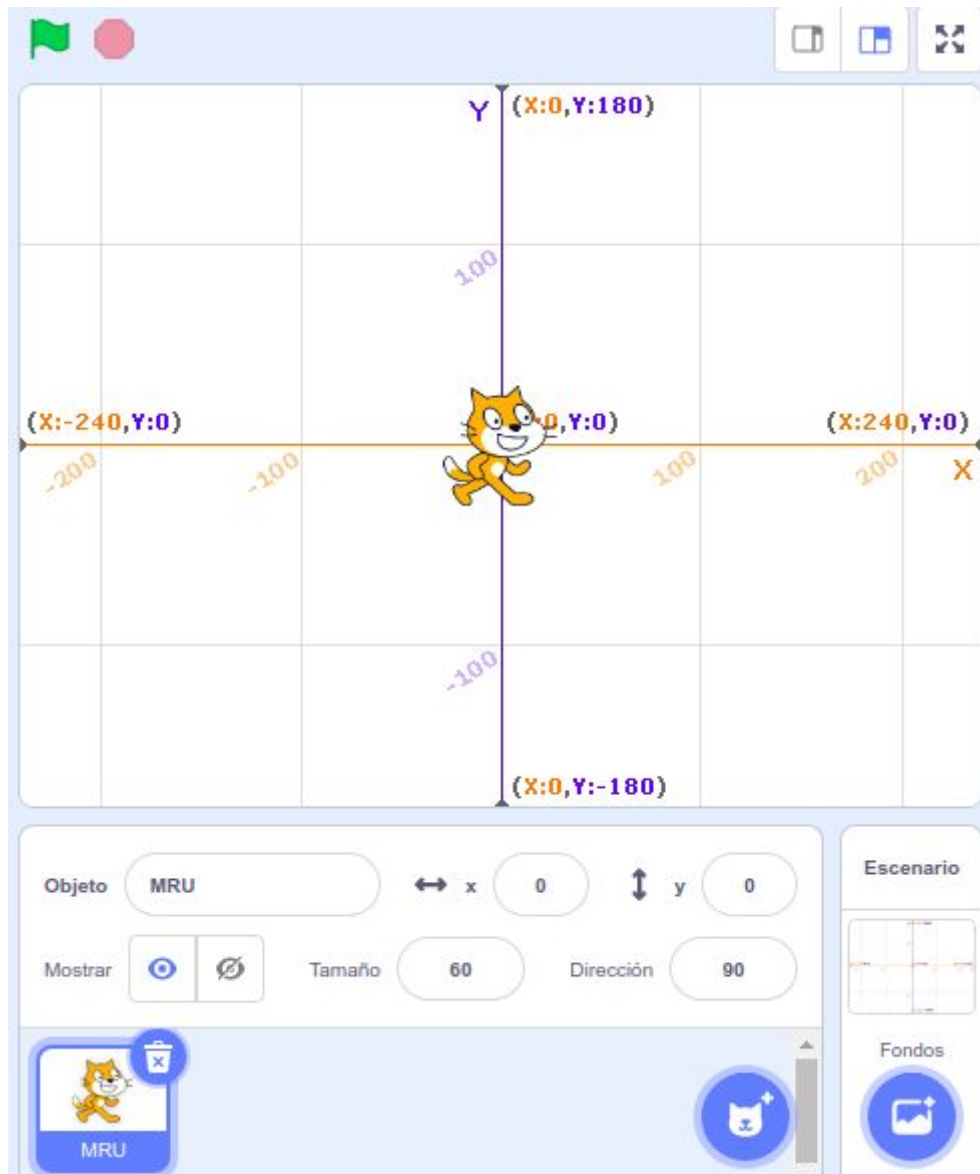 Y (X:0,Y:180)
100
(X:-240,Y:0) 0,Y:0) (X:240,Y:0)
-200 -100 100 200 X
-100
(X:0,Y:-180)
Objeto MRU x 0 y 0
Mostrar Tamaño 60 Dirección 90
MRU
Escenario
Fondos